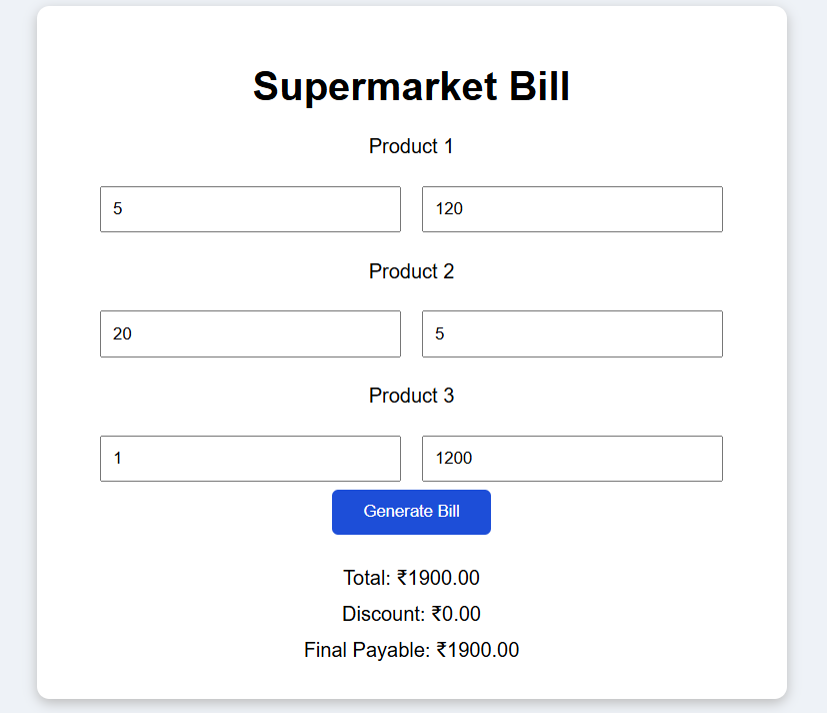 Supermarket Bill
Product 1
5 120
Product 2
20 5
Product 3
1 1200
Generate Bill
Total: ₹1900.00
Discount: ₹0.00
Final Payable: ₹1900.00